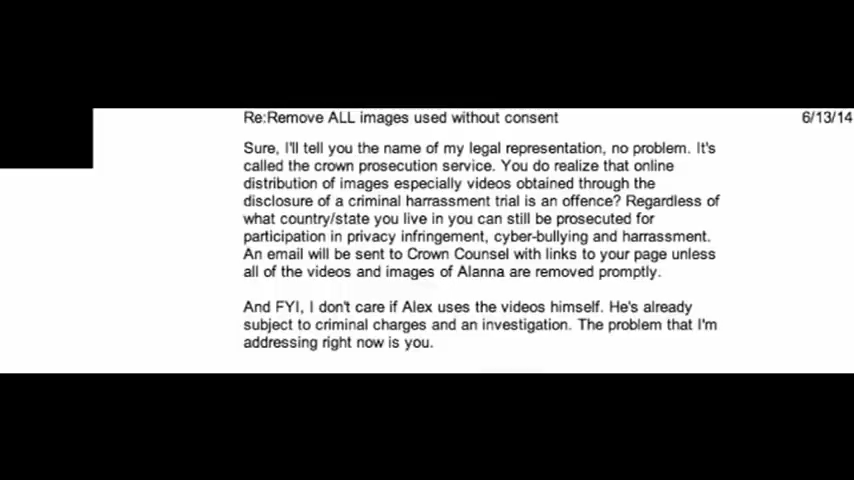 Re:Remove ALL images used without consent 6/13/14
Sure, I'll tell you the name of my legal representation, no problem. It's
called the crown prosecution service. You do realize that online
distribution of images especially videos obtained through the
disclosure of a criminal harrassment trial is an offence? Regardless of
what country/state you live in you can still be prosecuted for
participation in privacy infringement, cyber-bullying and harrassment.
An email will be sent to Crown Counsel with links to your page unless
all of the videos and images of Alanna are removed promptly.
And FYI, I don't care if Alex uses the videos himself. He's already
subject to criminal charges and an investigation. The problem that I'm
addressing right now is you.